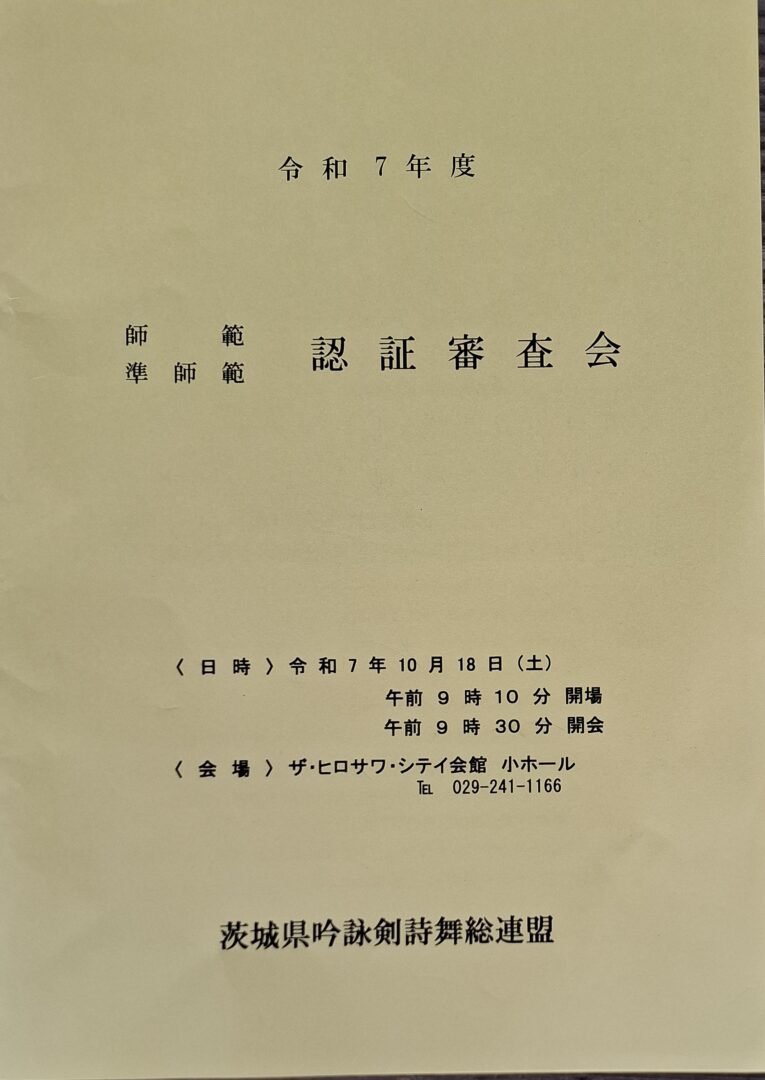 令和7年度
師範
準師範
認証審査会
〈日時〉令和7年10月18日（土）
午前9時10分 開場
午前9時30分 開会
〈会場〉ザ・ヒロサワ・シテイ会館 小ホール
℡ 029-241-1166
茨城県吟詠剣詩舞総連盟